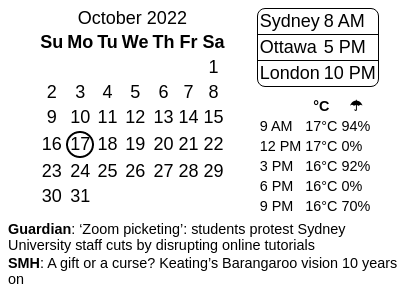 October 2022
Su Mo Tu We Th Fr Sa
1
2 3 4 5 6 7 8
9 10 11 12 13 14 15
16 17 18 19 20 21 22
23 24 25 26 27 28 29
30 31
Sydney 8 AM
Ottawa 5 PM
London 10 PM
°C ☂
9 AM 17°C 94%
12 PM 17°C 0%
3 PM 16°C 92%
6 PM 16°C 0%
9 PM 16°C 70%
Guardian: ‘Zoom picketing’: students protest Sydney
University staff cuts by disrupting online tutorials
SMH: A gift or a curse? Keating’s Barangaroo vision 10 years
on